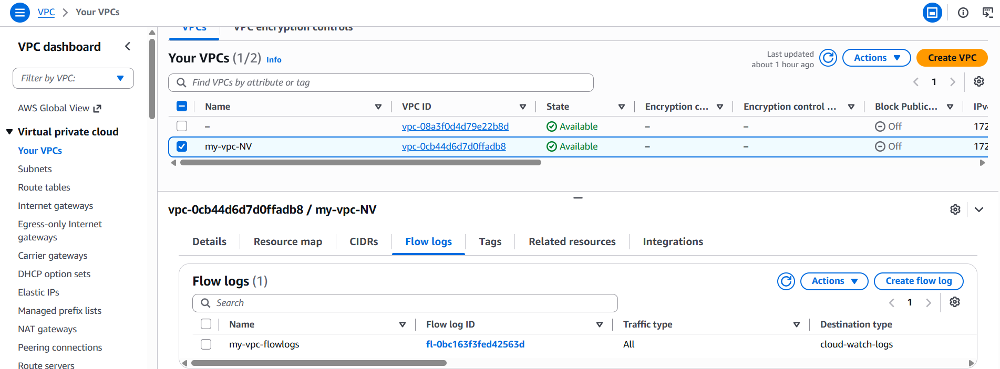 VPC > Your VPCs
VPC dashboard
Filter by VPC:
AWS Global View
Virtual private cloud
Your VPCs
Subnets
Route tables
Internet gateways
Egress-only Internet
gateways
Carrier gateways
DHCP option sets
Elastic IPs
Managed prefix lists
NAT gateways
Peering connections
Route servers
VPCs VPC encryption controls
Your VPCs (1/2) Info
Last updated
about 1 hour ago
Actions Create VPC
Find VPCs by attribute or tag
1
Name VPC ID State Encryption c... Encryption control ... Block Public... IPv4
– vpc-08a3f0d4d79e22b8d Available – – Off 172
my-vpc-NV vpc-0cb44d6d7d0ffadb8 Available – – Off 172
vpc-0cb44d6d7d0ffadb8 / my-vpc-NV
Details Resource map CIDRs Flow logs Tags Related resources Integrations
Flow logs (1)
Actions Create flow log
Search
1
Name Flow log ID Traffic type Destination type
my-vpc-flowlogs fl-0bc163f3fed42563d All cloud-watch-logs